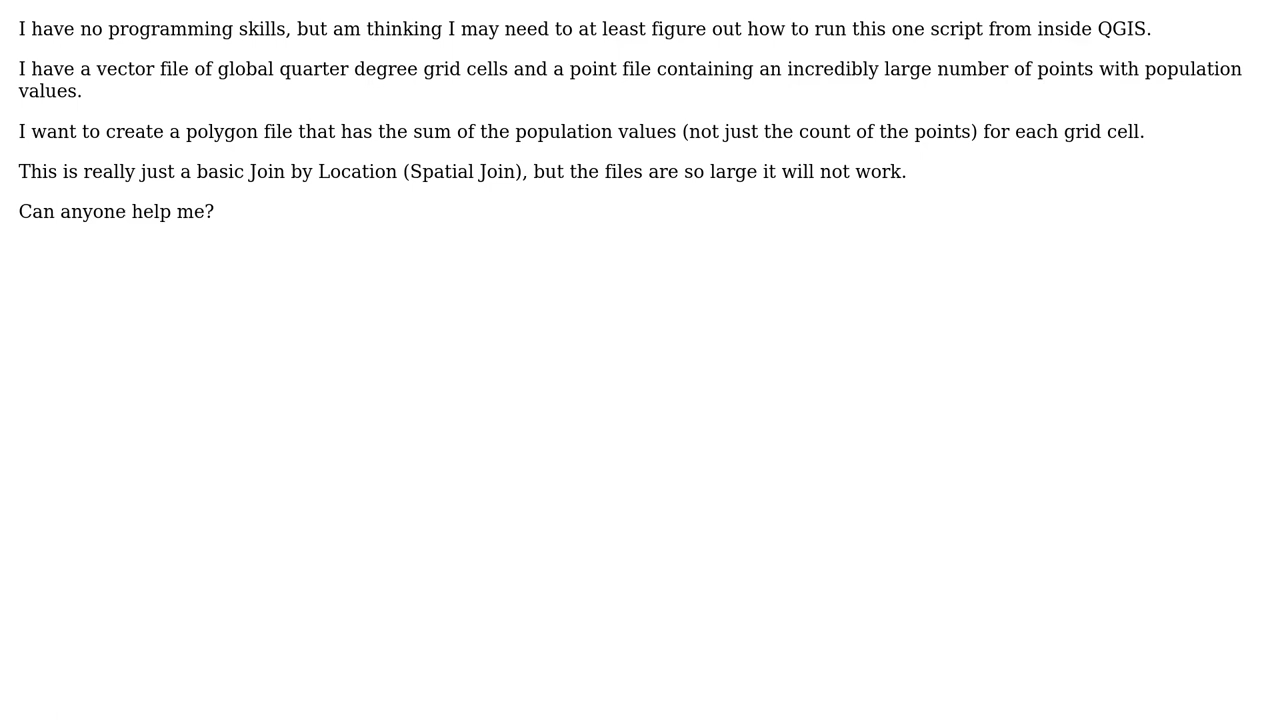 I have no programming skills, but am thinking I may need to at least figure out how to run this one script from inside QGIS.
I have a vector file of global quarter degree grid cells and a point file containing an incredibly large number of points with population
values.
I want to create a polygon file that has the sum of the population values (not just the count of the points) for each grid cell.
This is really just a basic Join by Location (Spatial Join), but the files are so large it will not work.
Can anyone help me?